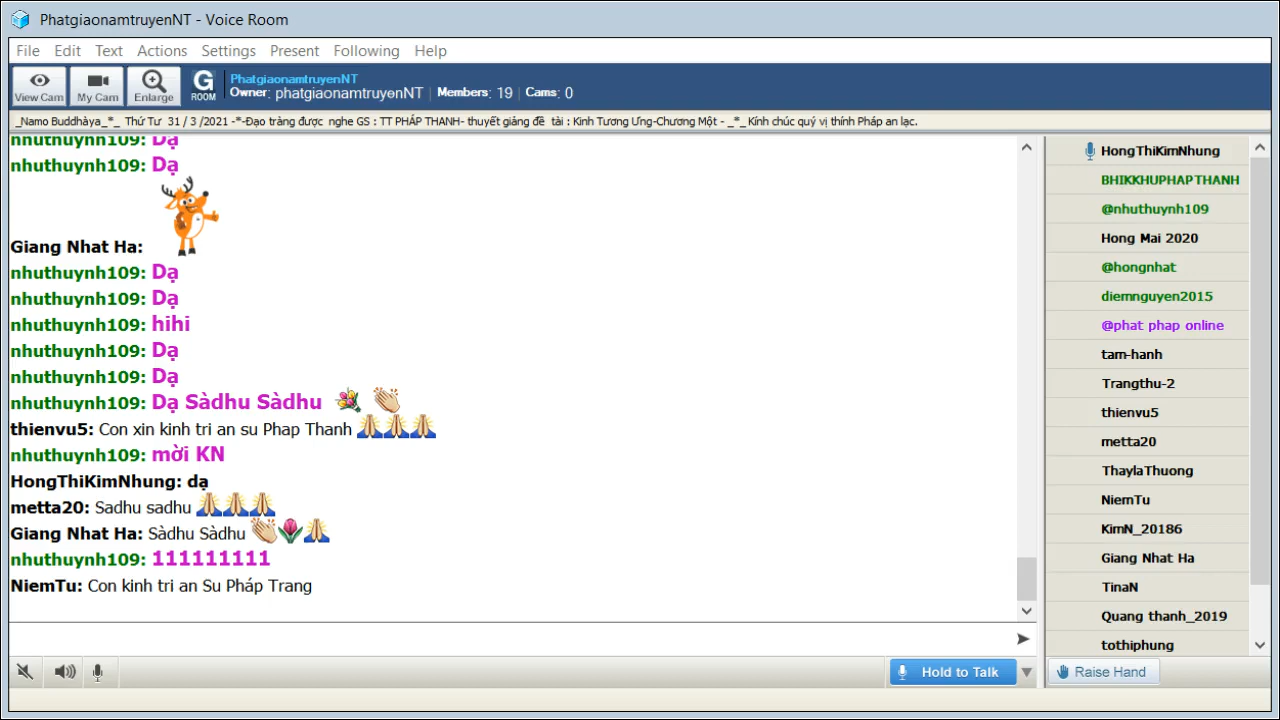 PhatgiaonamtruyenNT - Voice Room
File Edit Text Actions Settings Present Following Help
View Cam My Cam Enlarge G ROOM
PhatgiaonamtruyenNT
Owner: phatgiaonamtruyenNT | Members: 19 | Cams: 0
_Namo Buddhàya_*_ Thứ Tư 31 / 3 /2021 -*-Đạo tràng được nghe GS : TT PHÁP THANH- thuyết giảng đề tài : Kinh Tương Ưng-Chương Một - _*_ Kính chúc quý vị thính Pháp an lạc.
nhuthuynh109: Dạ
nhuthuynh109: Dạ
Giang Nhat Ha:
nhuthuynh109: Dạ
nhuthuynh109: Dạ
nhuthuynh109: hihi
nhuthuynh109: Dạ
nhuthuynh109: Dạ
nhuthuynh109: Dạ Sàdhu Sàdhu
thienvu5: Con xin kinh tri an su Phap Thanh
nhuthuynh109: mời KN
HongThiKimNhung: dạ
metta20: Sadhu sadhu
Giang Nhat Ha: Sàdhu Sàdhu
nhuthuynh109: 111111111
NiemTu: Con kinh tri an Su Pháp Trang
HongThiKimNhung
BHIKKHUPHAPTHANH
@nhuthuynh109
Hong Mai 2020
@hongnhat
diemnguyen2015
@phat phap online
tam-hanh
Trangthu-2
thienvu5
metta20
ThaylaThuong
NiemTu
KimN_20186
Giang Nhat Ha
TinaN
Quang thanh_2019
tothiphung
Hold to Talk
Raise Hand